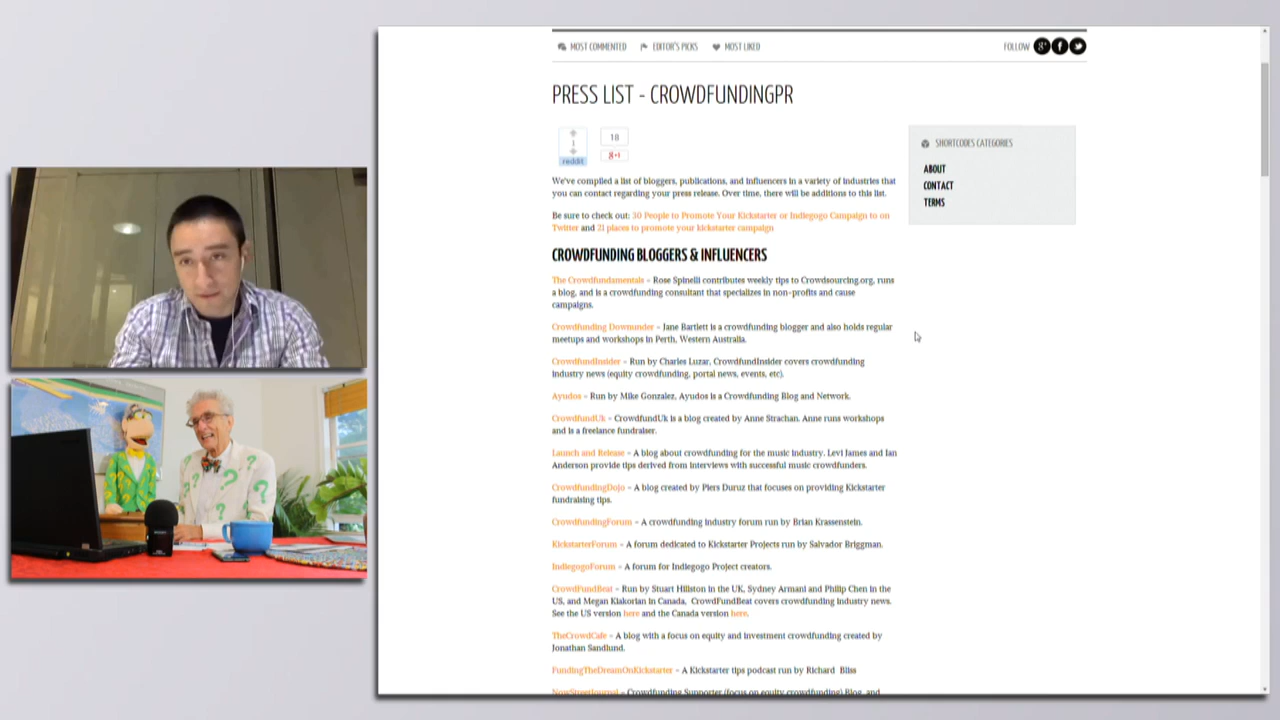 MOST COMMENTED EDITOR'S PICKS MOST LIKED FOLLOW
PRESS LIST - CROWDFUNDINGPR
1
reddit
18
g+1
We've compiled a list of bloggers, publications, and influencers in a variety of industries that
you can contact regarding your press release. Over time, there will be additions to this list.
Be sure to check out: 30 People to Promote Your Kickstarter or Indiegogo Campaign to on
Twitter and 21 places to promote your kickstarter campaign
CROWDFUNDING BLOGGERS & INFLUENCERS
The Crowdfundamentals - Rose Spinelli contributes weekly tips to Crowdsourcing.org, runs
a blog, and is a crowdfunding consultant that specializes in non-profits and cause
campaigns.
Crowdfunding Downunder - Jane Bartlett is a crowdfunding blogger and also holds regular
meetups and workshops in Perth, Western Australia.
CrowdfundInsider - Run by Charles Luzar, CrowdfundInsider covers crowdfunding
industry news (equity crowdfunding, portal news, events, etc).
Ayudos - Run by Mike Gonzalez, Ayudos is a Crowdfunding Blog and Network.
CrowdfundUk - CrowdfundUk is a blog created by Anne Strachan. Anne runs workshops
and is a freelance fundraiser.
Launch and Release - A blog about crowdfunding for the music industry. Levi James and Ian
Anderson provide tips derived from interviews with successful music crowdfunders.
CrowdfundingDojo - A blog created by Piers Duruz that focuses on providing Kickstarter
fundraising tips.
CrowdfundingForum - A crowdfunding industry forum run by Brian Krassenstein.
KickstarterForum - A forum dedicated to Kickstarter Projects run by Salvador Briggman.
IndiegogoForum - A forum for Indiegogo Project creators.
CrowdFundBeat - Run by Stuart Hillston in the UK, Sydney Armani and Philip Chen in the
US, and Megan Kiakorian in Canada, CrowdFundBeat covers crowdfunding industry news.
See the US version here and the Canada version here.
TheCrowdCafe - A blog with a focus on equity and investment crowdfunding created by
Jonathan Sandlund.
FundingTheDreamOnKickstarter - A Kickstarter tips podcast run by Richard Bliss
NowStreetJournal - Crowdfunding Supporter (focus on equity crowdfunding) Blog, and
SHORTCODES CATEGORIES
ABOUT
CONTACT
TERMS